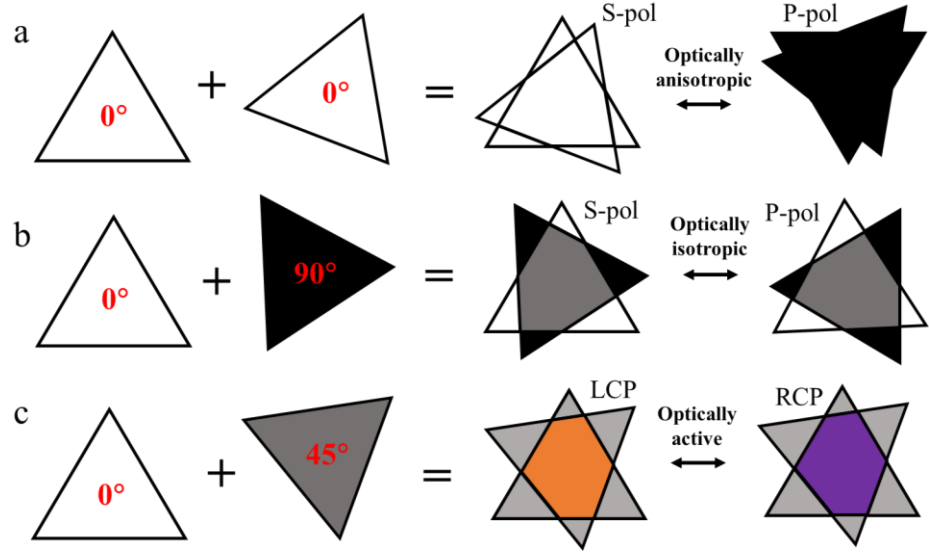 a
0°
+
0°
=
S-pol
Optically
anisotropic
P-pol
b
0°
+
90°
=
S-pol
Optically
isotropic
P-pol
c
0°
+
45°
=
LCP
Optically
active
RCP